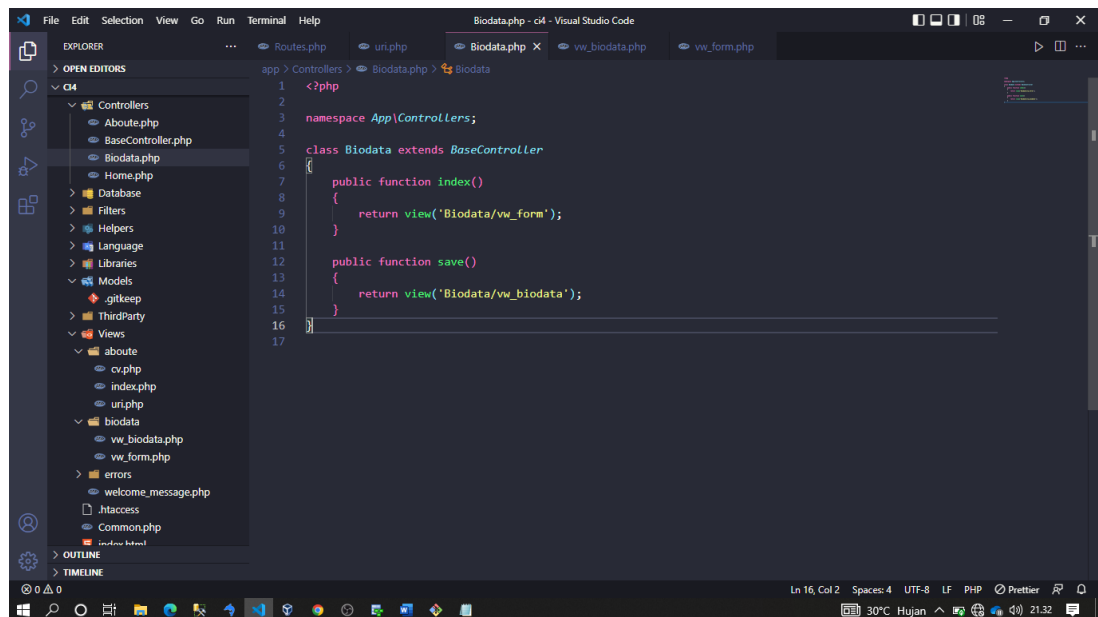 File Edit Selection View Go Run Terminal Help Biodata.php - ci4 - Visual Studio Code
EXPLORER ···
Routes.php uri.php Biodata.php vw_biodata.php vw_form.php
OPEN EDITORS
app > Controllers > Biodata.php > Biodata
CI4
Controllers
Aboute.php
BaseController.php
Biodata.php
Home.php
Database
Filters
Helpers
Language
Libraries
Models
.gitkeep
ThirdParty
Views
aboute
cv.php
index.php
uri.php
biodata
vw_biodata.php
vw_form.php
errors
welcome_message.php
.htaccess
Common.php
index.html
OUTLINE
TIMELINE
1 <?php
2
3 namespace App\Controllers;
4
5 class Biodata extends BaseController
6 {
7 public function index()
8 {
9 return view('Biodata/vw_form');
10 }
11
12 public function save()
13 {
14 return view('Biodata/vw_biodata');
15 }
16 }
17
0 0 Ln 16, Col 2 Spaces: 4 UTF-8 LF PHP Prettier
30°C Hujan 21.32